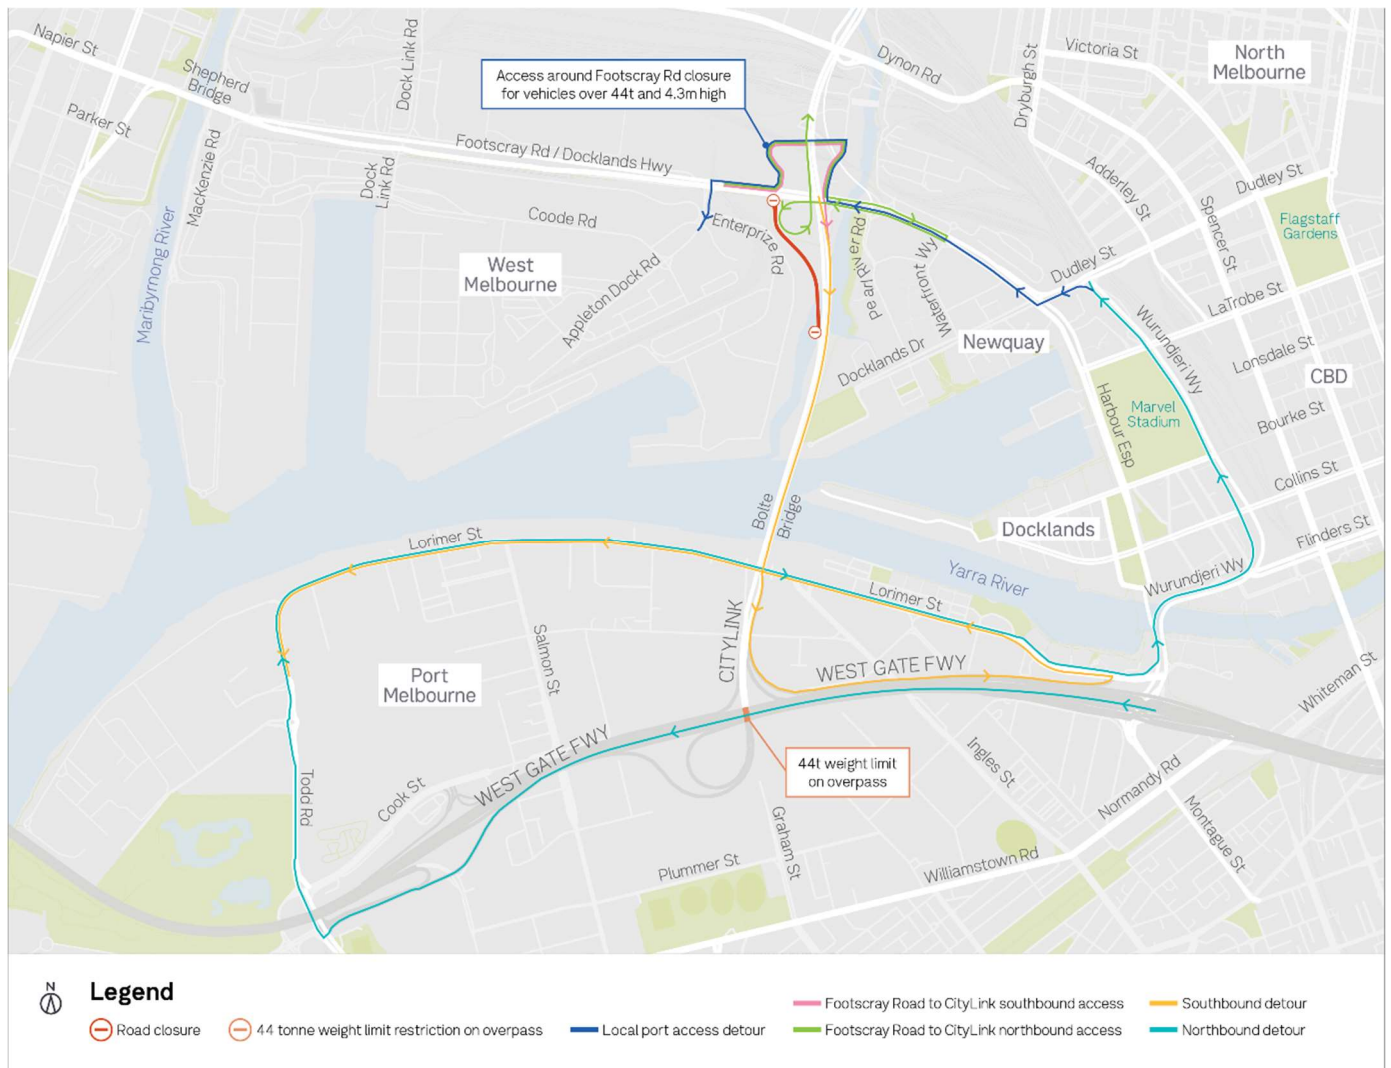 Napier St
Shepherd
Bridge
Parker St
MacKenzie Rd
Dock Link Rd
Dock
Link Rd
Access around Footscray Rd closure
for vehicles over 44t and 4.3m high
Footscray Rd / Docklands Hwy
Coode Rd
Enterprize Rd
Appleton Dock Rd
West
Melbourne
Maribyrnong River
Dynon Rd
Dryburgh St
Victoria St
North
Melbourne
Adderley St
Spencer St
Dudley St
Flagstaff
Gardens
Dudley St
LaTrobe St
Pearl River Rd
Waterfront Wy
Newquay
Docklands Dr
Wurundjeri Wy
Lonsdale St
CBD
Harbour Esp
Marvel
Stadium
Bourke St
Collins St
Flinders St
Bolte
Bridge
Docklands
Yarra River
Wurundjeri Wy
Lorimer St
Lorimer St
CITYLINK
Salmon St
Port
Melbourne
WEST GATE FWY
WEST GATE FWY
Whiteman St
44t weight limit
on overpass
Ingles St
Normandy Rd
Montague St
Todd Rd
Cook St
Graham St
Plummer St
Williamstown Rd
N
Legend
Road closure
44 tonne weight limit restriction on overpass
Local port access detour
Footscray Road to CityLink southbound access
Footscray Road to CityLink northbound access
Southbound detour
Northbound detour